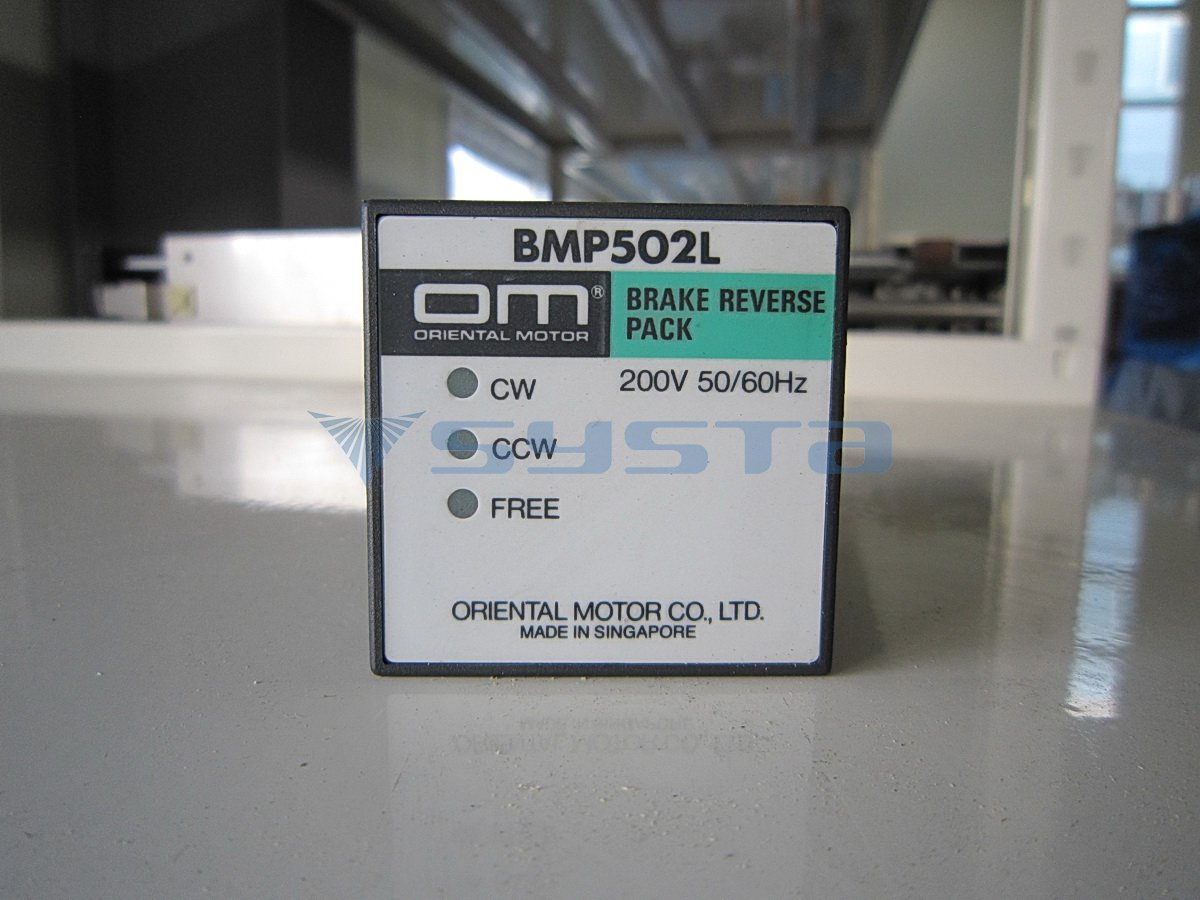 BMP502L
OM®
ORIENTAL MOTOR
BRAKE REVERSE
PACK
CW
200V 50/60Hz
CCW
SYSTA
FREE
ORIENTAL MOTOR CO., LTD.
MADE IN SINGAPORE